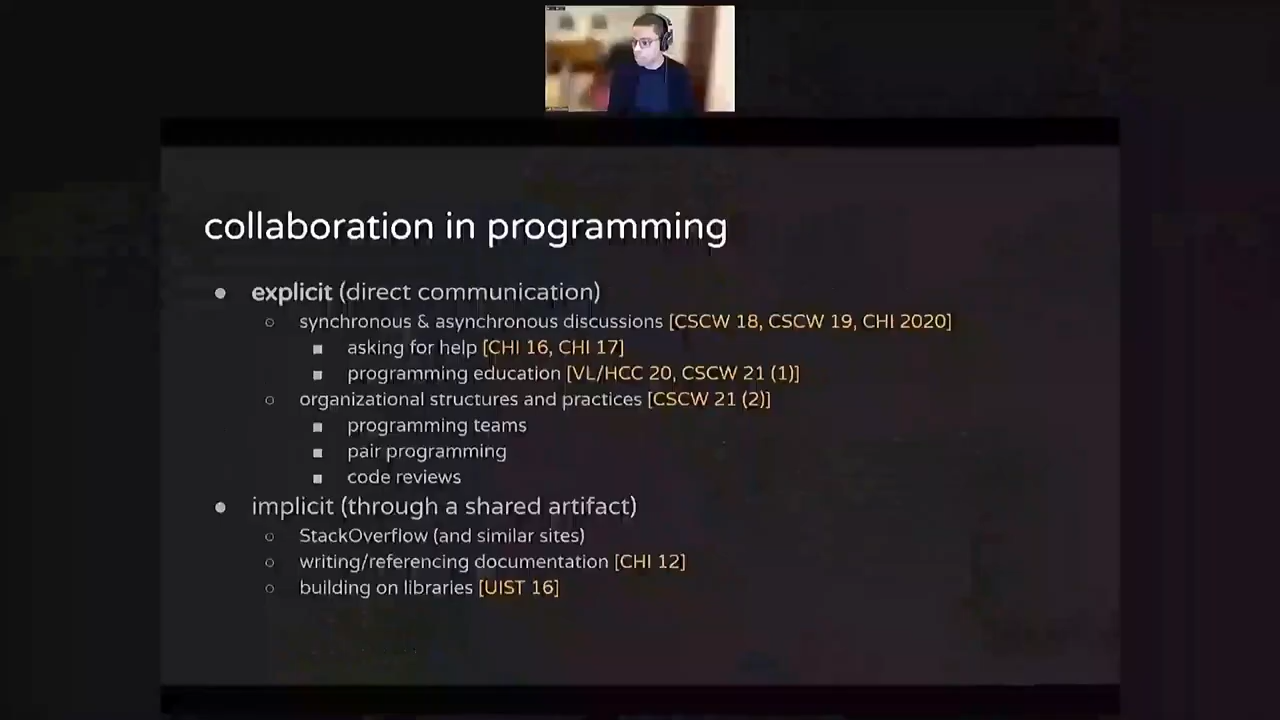 collaboration in programming
● explicit (direct communication)
○ synchronous & asynchronous discussions [CSCW 18, CSCW 19, CHI 2020]
■ asking for help [CHI 16, CHI 17]
■ programming education [VL/HCC 20, CSCW 21 (1)]
○ organizational structures and practices [CSCW 21 (2)]
■ programming teams
■ pair programming
■ code reviews
● implicit (through a shared artifact)
○ StackOverflow (and similar sites)
○ writing/referencing documentation [CHI 12]
○ building on libraries [UIST 16]